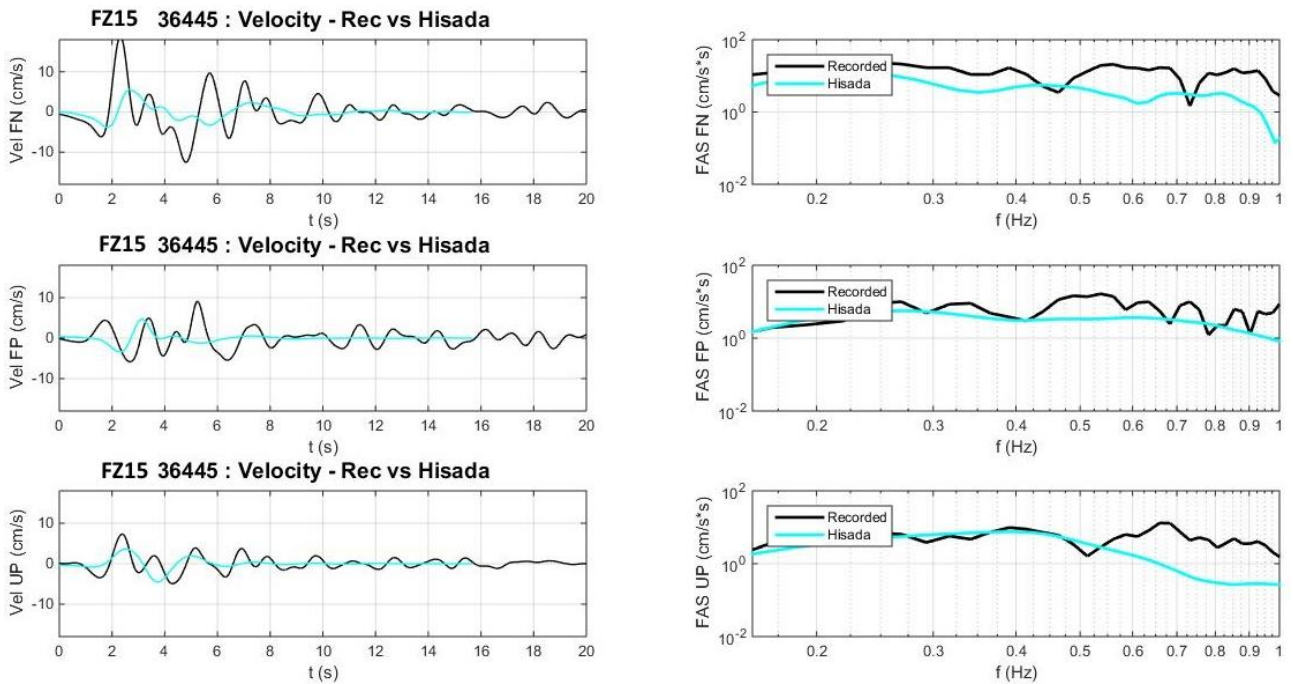 FZ15 36445 : Velocity - Rec vs Hisada
Vel FN (cm/s)
10
0
-10
0 2 4 6 8 10 12 14 16 18 20
t (s)
FAS FN (cm/s*s)
10^2
10^0
10^-2
Recorded
Hisada
0.2 0.3 0.4 0.5 0.6 0.7 0.8 0.9 1
f (Hz)
FZ15 36445 : Velocity - Rec vs Hisada
Vel FP (cm/s)
10
0
-10
0 2 4 6 8 10 12 14 16 18 20
t (s)
FAS FP (cm/s*s)
10^2
10^0
10^-2
Recorded
Hisada
0.2 0.3 0.4 0.5 0.6 0.7 0.8 0.9 1
f (Hz)
FZ15 36445 : Velocity - Rec vs Hisada
Vel UP (cm/s)
10
0
-10
0 2 4 6 8 10 12 14 16 18 20
t (s)
FAS UP (cm/s*s)
10^2
10^0
10^-2
Recorded
Hisada
0.2 0.3 0.4 0.5 0.6 0.7 0.8 0.9 1
f (Hz)